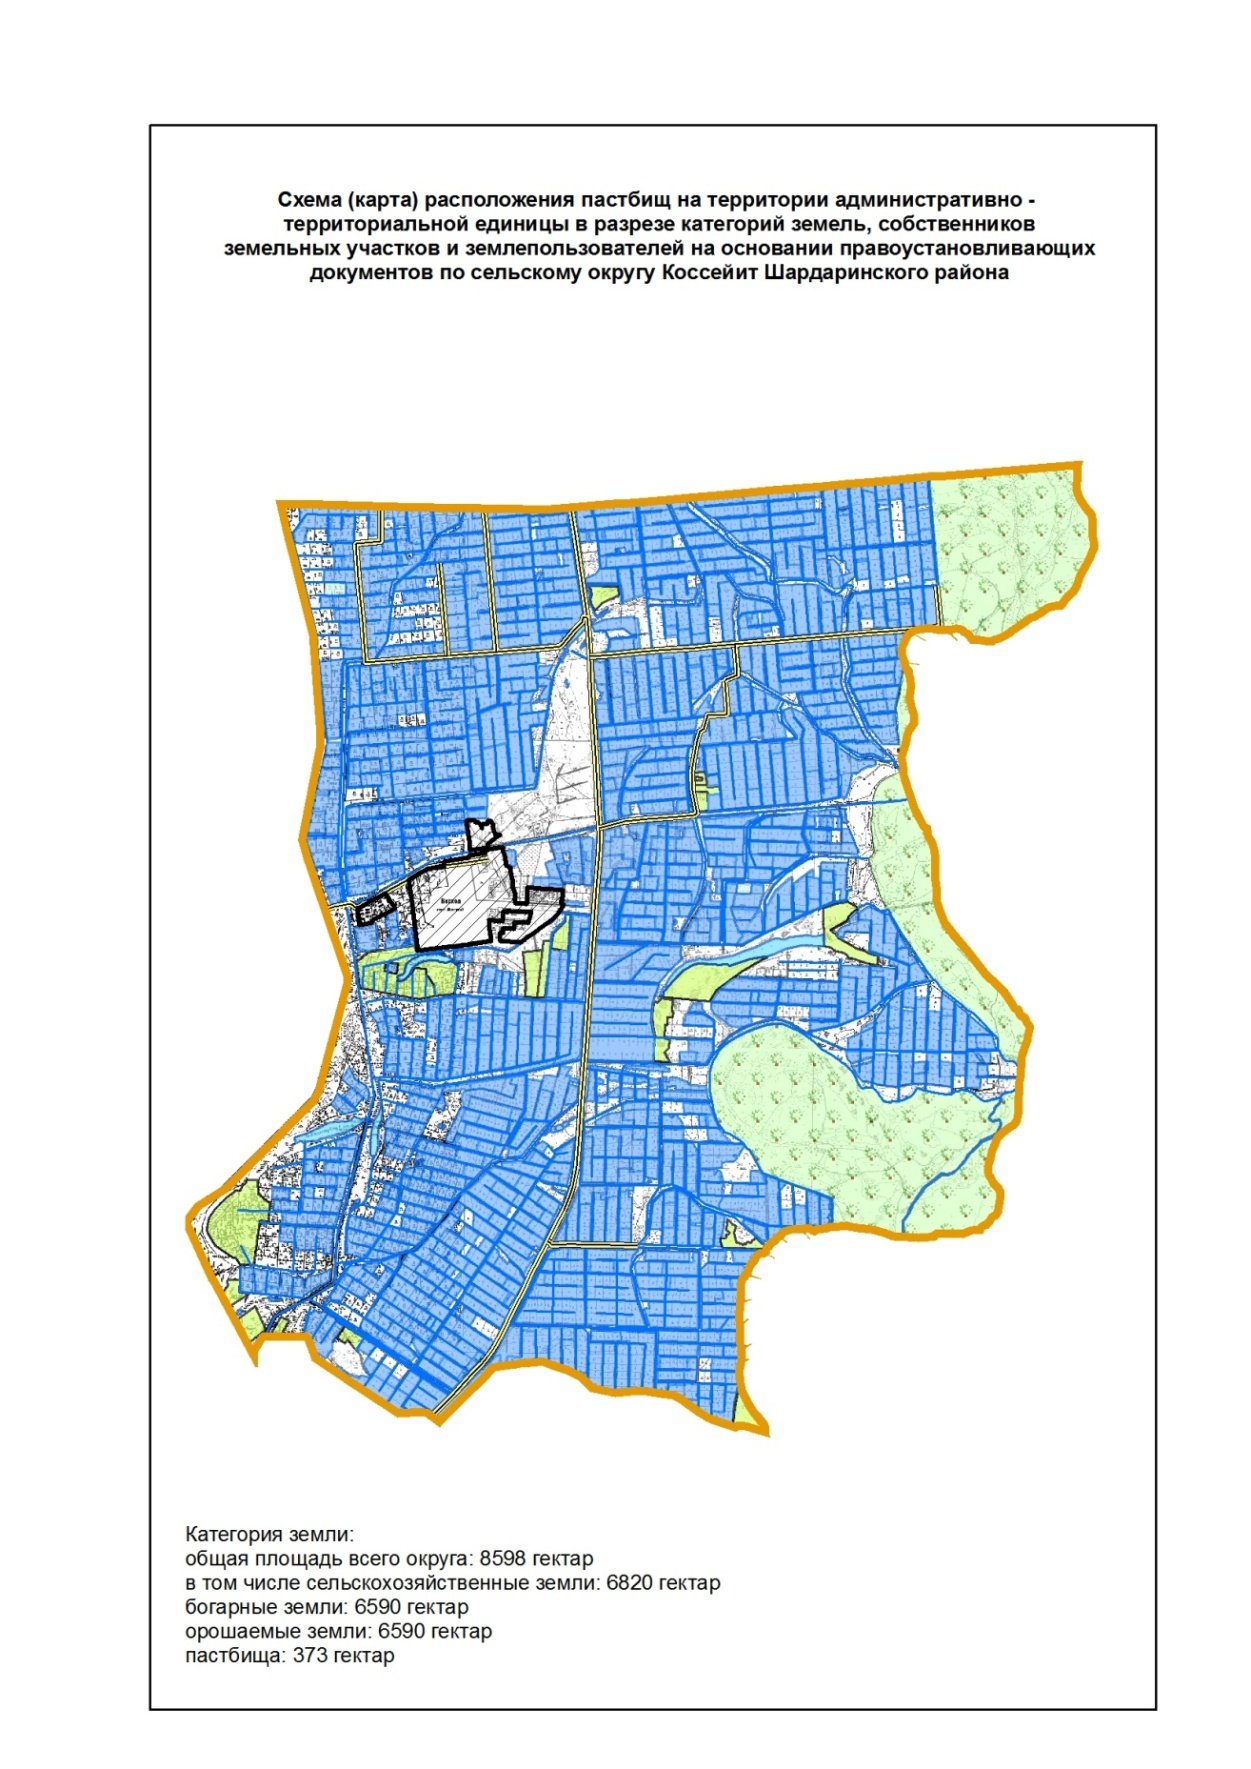 Схема (карта) расположения пастбищ на территории административно -
территориальной единицы в разрезе категорий земель, собственников
земельных участков и землепользователей на основании правоустановливающих
документов по сельскому округу Коссейит Шардаринского района
Категория земли:
общая площадь всего округа: 8598 гектар
в том числе сельскохозяйственные земли: 6820 гектар
богарные земли: 6590 гектар
орошаемые земли: 6590 гектар
пастбища: 373 гектар